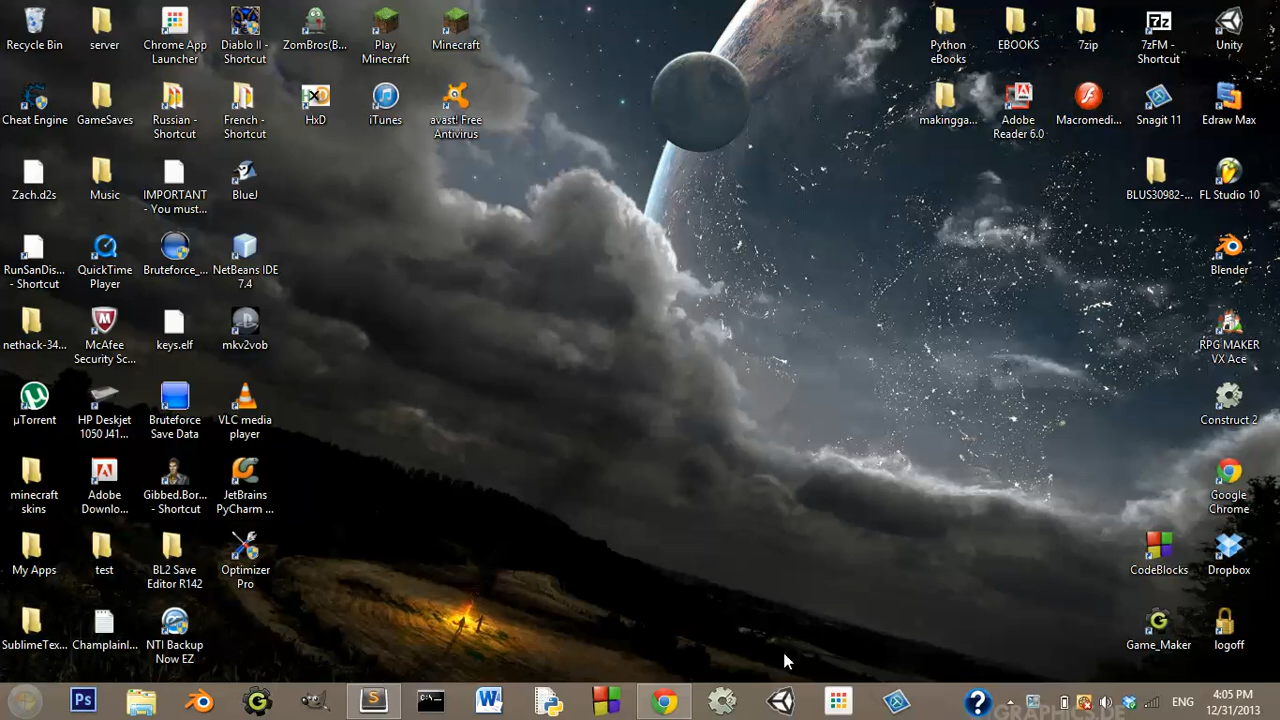 Recycle Bin
server
Chrome App
Launcher
Diablo II -
Shortcut
ZomBros(B...
Play
Minecraft
Minecraft
Python
eBooks
EBOOKS
7zip
7z
7zFM -
Shortcut
Unity
Cheat Engine
GameSaves
Russian -
Shortcut
French -
Shortcut
HxD
iTunes
avast! Free
Antivirus
makingga...
Adobe
Reader 6.0
Macromedi...
Snagit 11
Edraw Max
Zach.d2s
Music
IMPORTANT
- You must...
BlueJ
BLUS30982-...
FL Studio 10
RunSanDis...
- Shortcut
QuickTime
Player
Bruteforce_...
NetBeans IDE
7.4
Blender
nethack-34...
McAfee
Security Sc...
keys.elf
mkv2vob
RPG MAKER
VX Ace
µTorrent
HP Deskjet
1050 J41...
Bruteforce
Save Data
VLC media
player
Construct 2
minecraft
skins
Adobe
Downlo...
Gibbed.Bor...
- Shortcut
JetBrains
PyCharm ...
Google
Chrome
My Apps
test
BL2 Save
Editor R142
Optimizer
Pro
CodeBlocks
Dropbox
SublimeTex...
Champlainl...
NTI Backup
Now EZ
Game_Maker
logoff
Ps
ENG
4:05 PM
12/31/2013